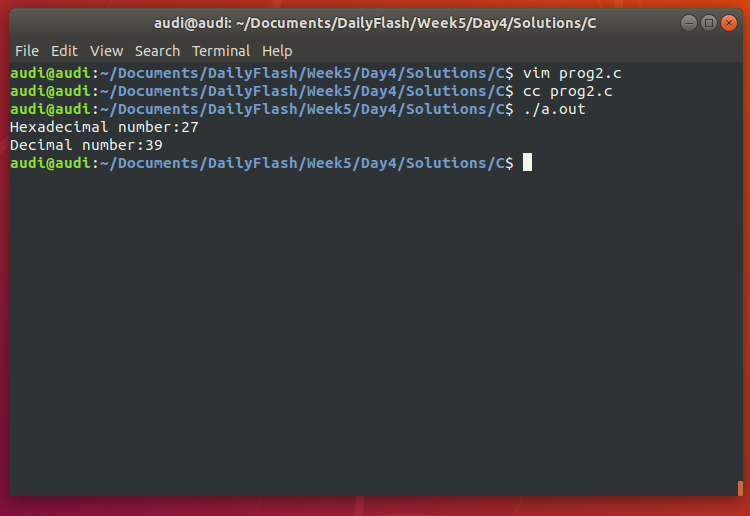 audi@audi: ~/Documents/DailyFlash/Week5/Day4/Solutions/C
File Edit View Search Terminal Help
audi@audi:~/Documents/DailyFlash/Week5/Day4/Solutions/C$ vim prog2.c
audi@audi:~/Documents/DailyFlash/Week5/Day4/Solutions/C$ cc prog2.c
audi@audi:~/Documents/DailyFlash/Week5/Day4/Solutions/C$ ./a.out
Hexadecimal number:27
Decimal number:39
audi@audi:~/Documents/DailyFlash/Week5/Day4/Solutions/C$